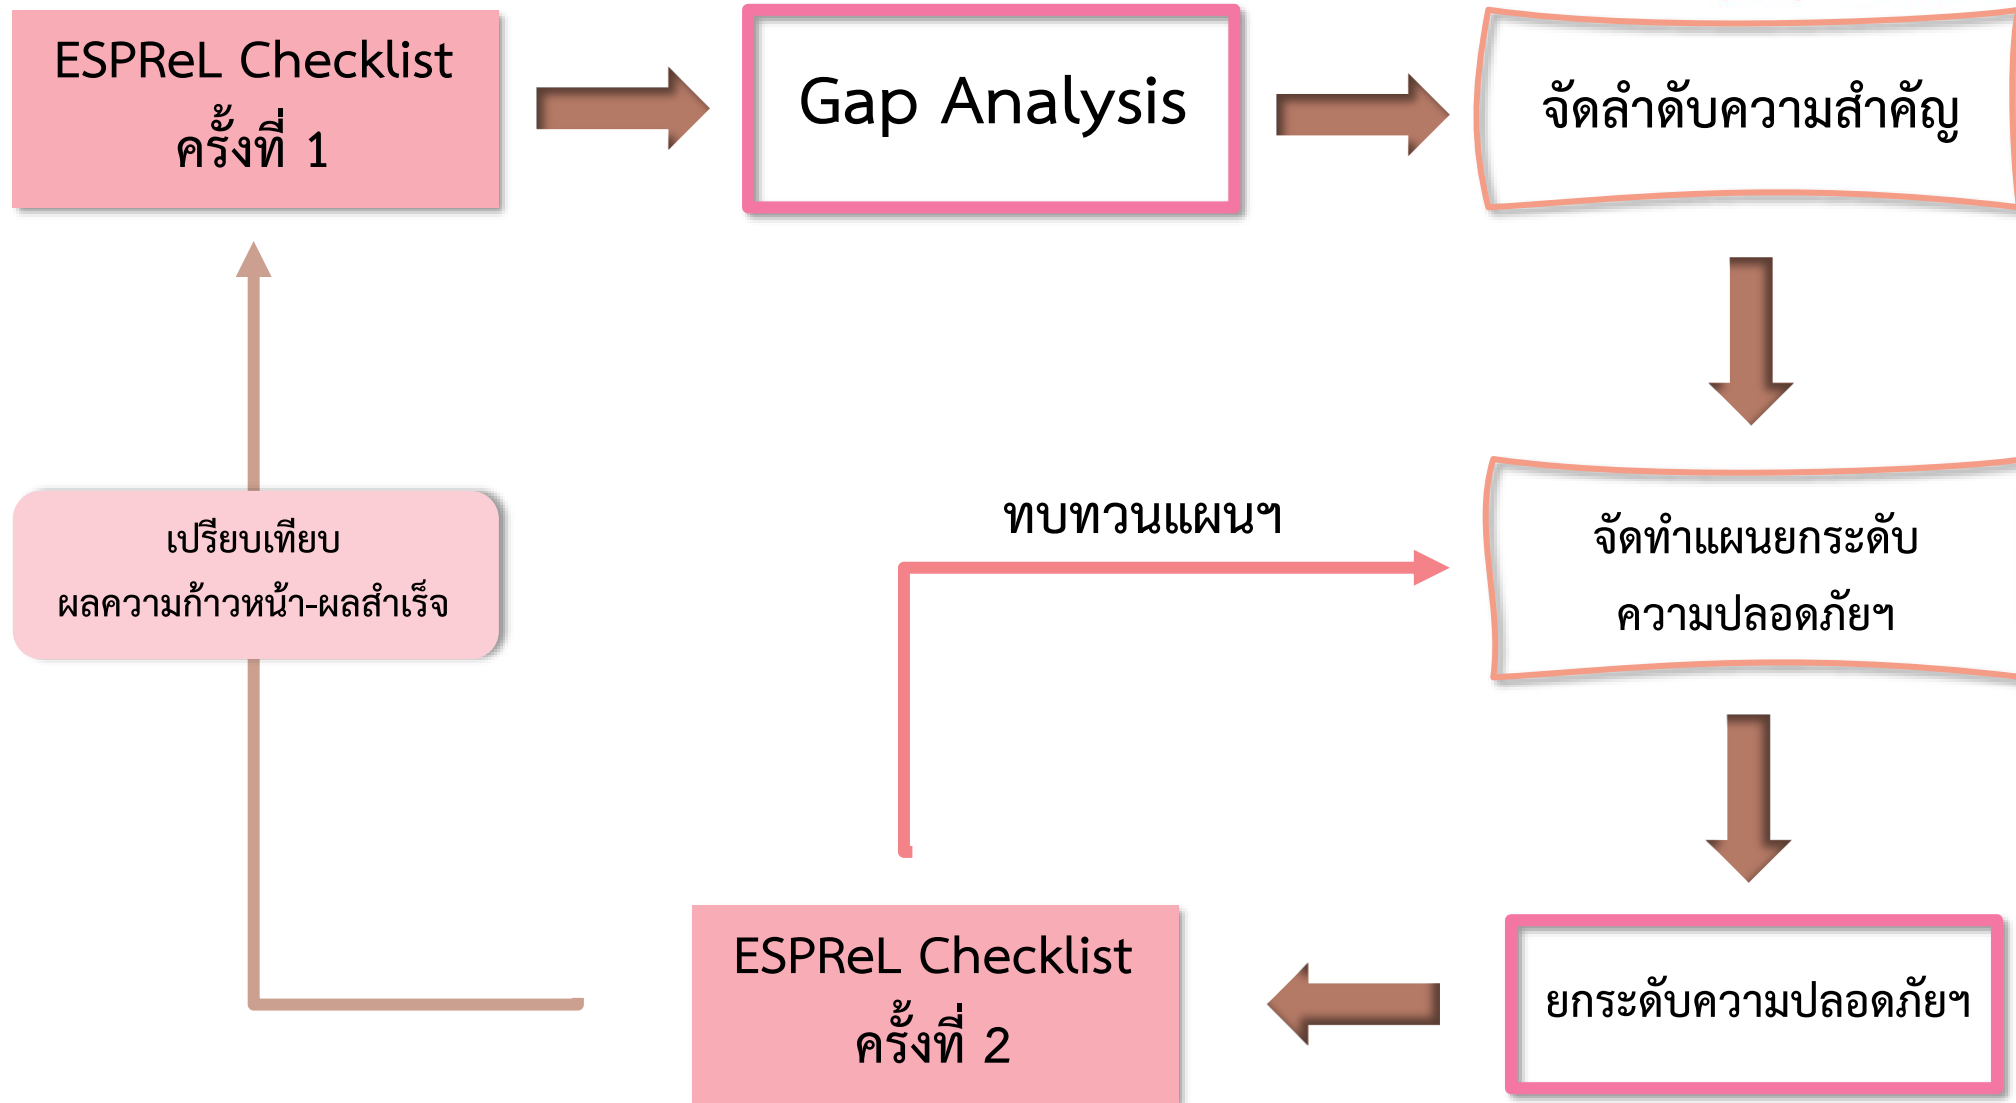 ESPReL Checklist
ครั้งที่ 1
Gap Analysis
จัดลำดับความสำคัญ
เปรียบเทียบ
ผลความก้าวหน้า-ผลสำเร็จ
ทบทวนแผนฯ
จัดทำแผนยกระดับ
ความปลอดภัยฯ
ESPReL Checklist
ครั้งที่ 2
ยกระดับความปลอดภัยฯ